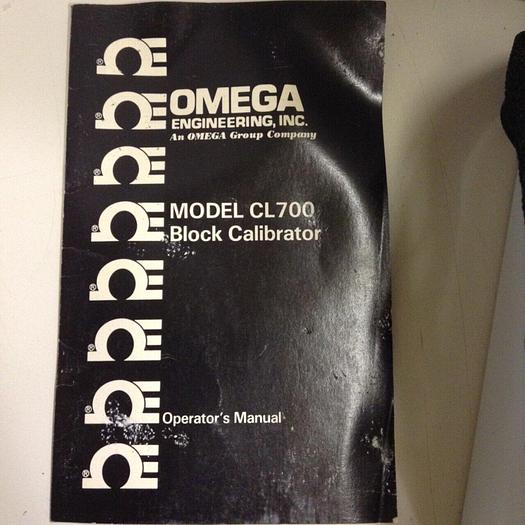 OMEGA
ENGINEERING, INC.
An OMEGA Group Company
MODEL CL700
Block Calibrator
Operator's Manual